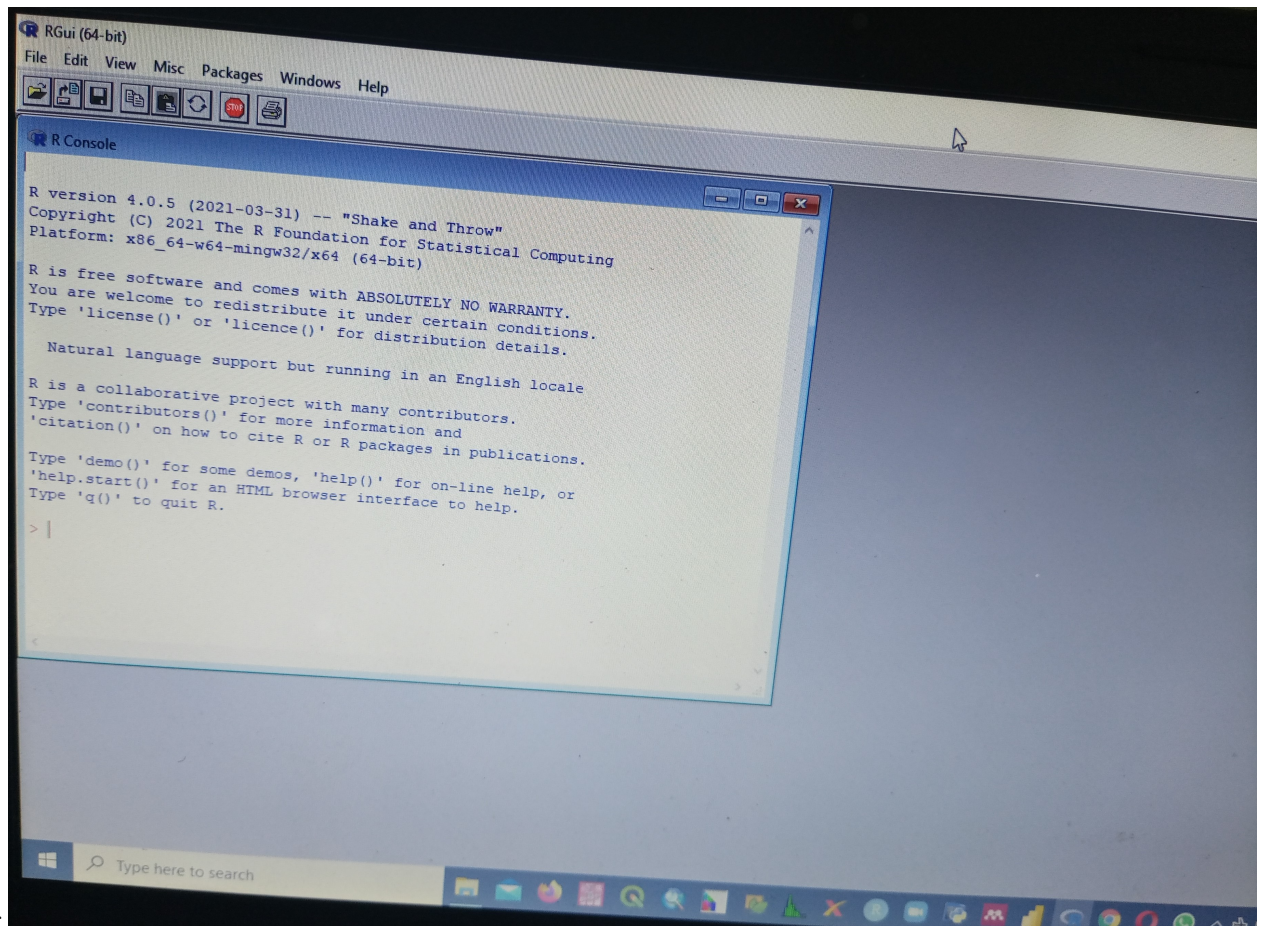 RGui (64-bit)
File Edit View Misc Packages Windows Help
STOP
R Console
R version 4.0.5 (2021-03-31) -- "Shake and Throw"
Copyright (C) 2021 The R Foundation for Statistical Computing
Platform: x86_64-w64-mingw32/x64 (64-bit)
R is free software and comes with ABSOLUTELY NO WARRANTY.
You are welcome to redistribute it under certain conditions.
Type 'license()' or 'licence()' for distribution details.
Natural language support but running in an English locale
R is a collaborative project with many contributors.
Type 'contributors()' for more information and
'citation()' on how to cite R or R packages in publications.
Type 'demo()' for some demos, 'help()' for on-line help, or
'help.start()' for an HTML browser interface to help.
Type 'q()' to quit R.
>
Type here to search